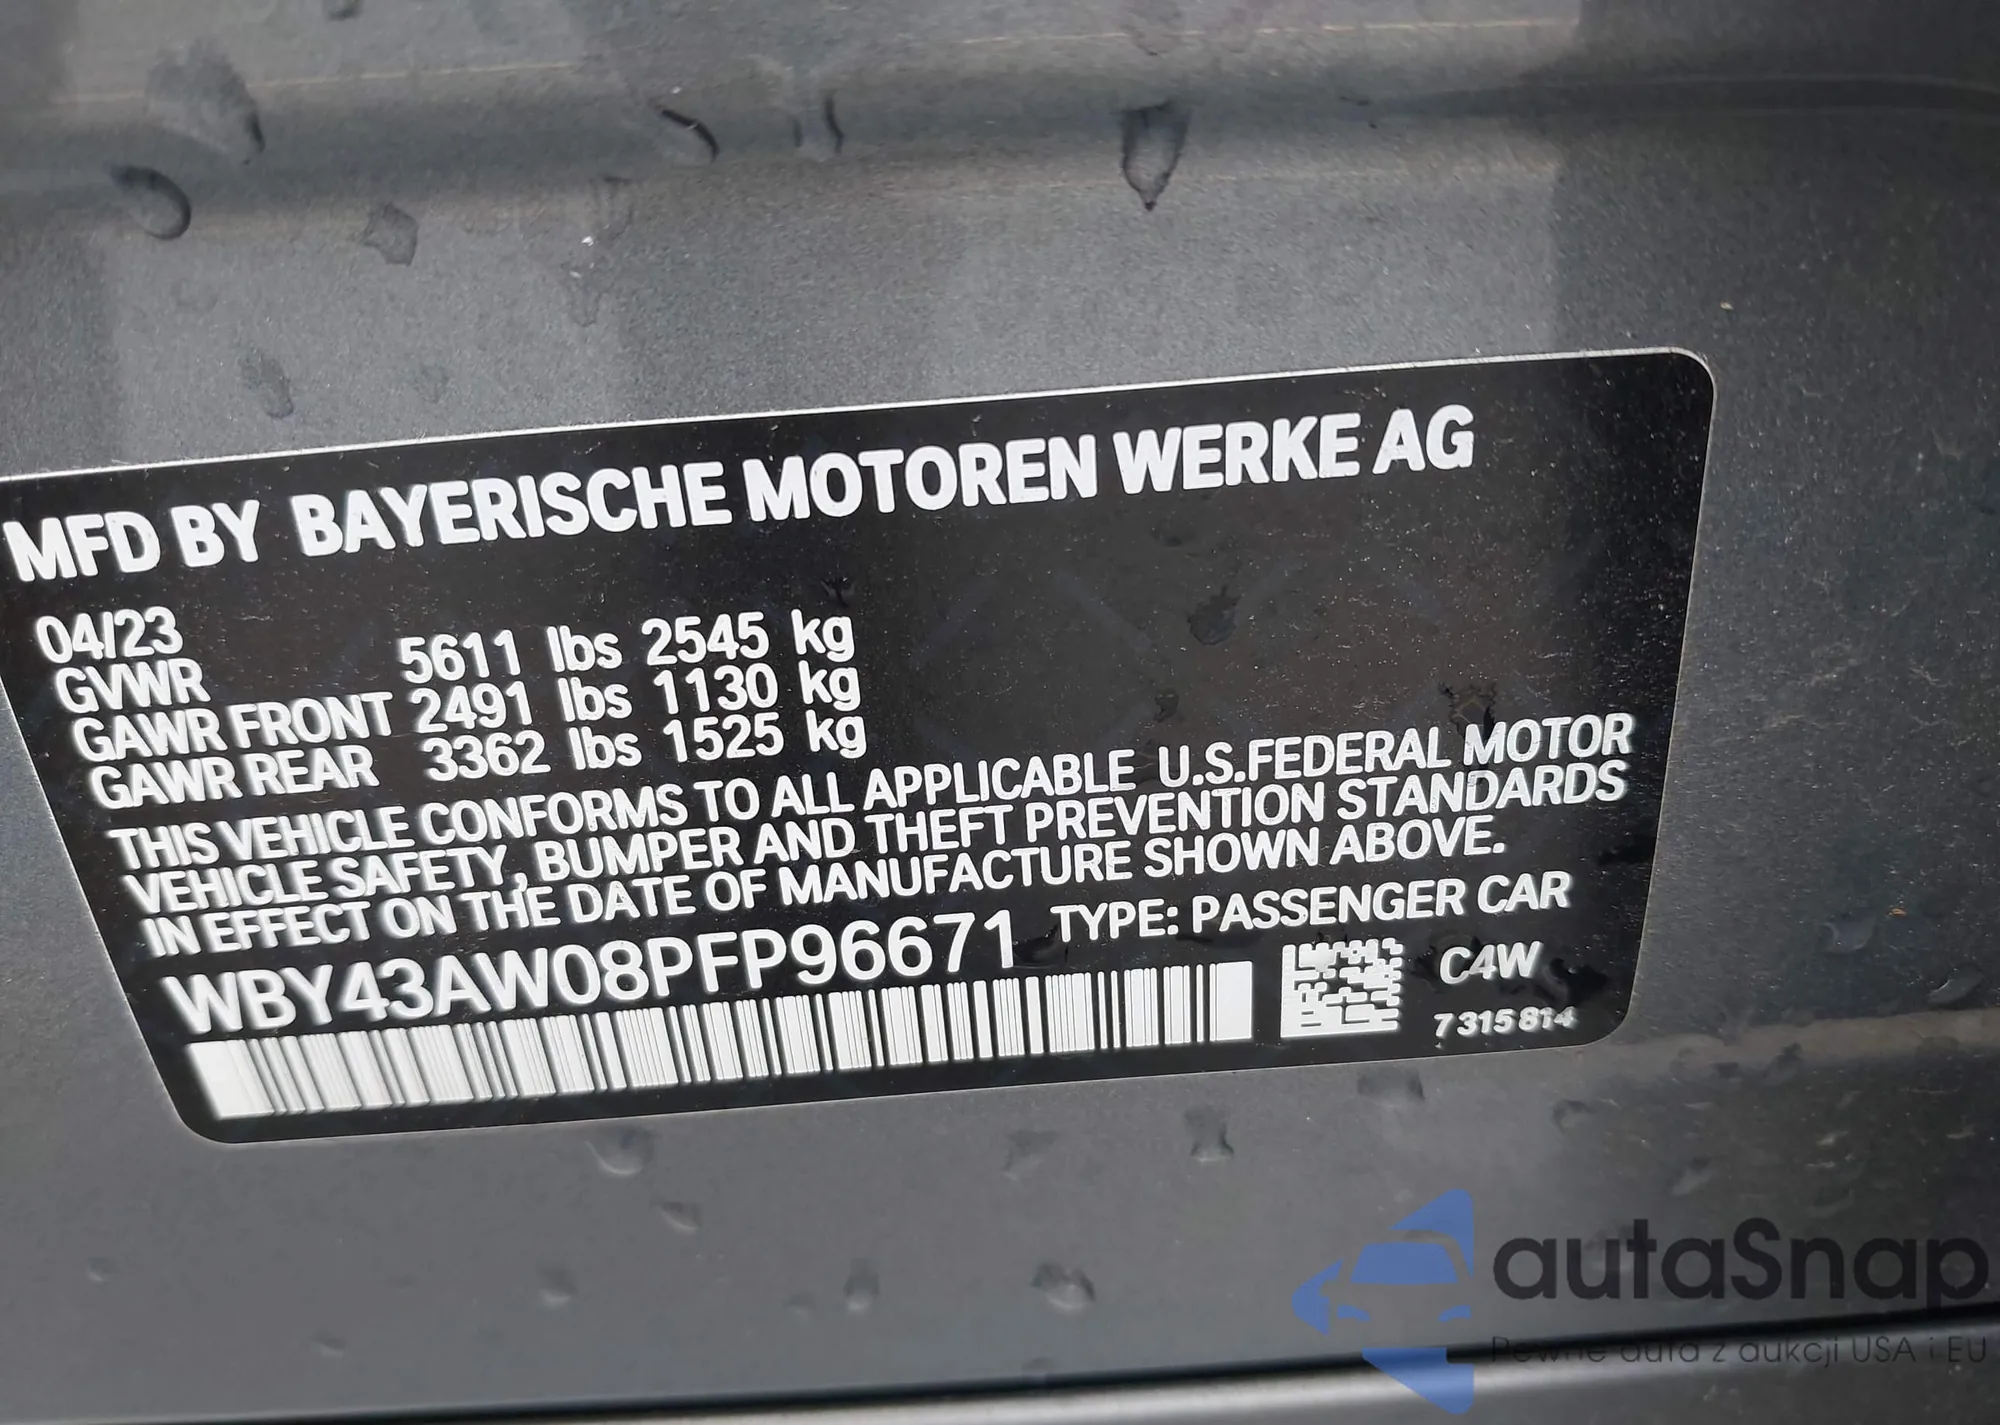 MFD BY BAYERISCHE MOTOREN WERKE AG
04/23
GVWR 5611 lbs 2545 kg
GAWR FRONT 2491 lbs 1130 kg
GAWR REAR 3362 lbs 1525 kg
THIS VEHICLE CONFORMS TO ALL APPLICABLE U.S.FEDERAL MOTOR
VEHICLE SAFETY, BUMPER AND THEFT PREVENTION STANDARDS
IN EFFECT ON THE DATE OF MANUFACTURE SHOWN ABOVE.
WBY43AW08PFP96671 TYPE: PASSENGER CAR
C4W
7 315 814
autaSnap
Pewne auta z aukcji USA i EU